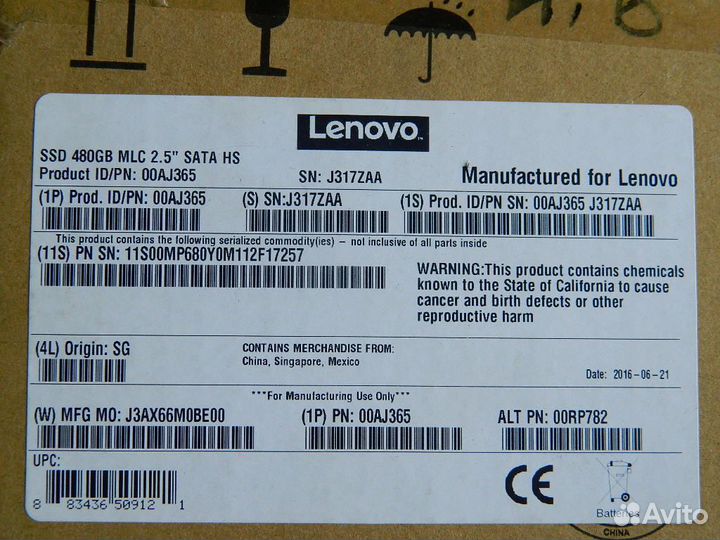 Lenovo
SSD 480GB MLC 2.5" SATA HS
Product ID/PN: 00AJ365 SN: J317ZAA Manufactured for Lenovo
(1P) Prod. ID/PN: 00AJ365 (S) SN:J317ZAA (1S) Prod. ID/PN SN: 00AJ365 J317ZAA
This product contains the following serialized commodity(ies) – not inclusive of all parts inside
(11S) PN SN: 11S00MP680Y0M112F17257
WARNING:This product contains chemicals
known to the State of California to cause
cancer and birth defects or other
reproductive harm
(4L) Origin: SG
CONTAINS MERCHANDISE FROM:
China, Singapore, Mexico
Date: 2016-06-21
***For Manufacturing Use Only***
(W) MFG MO: J3AX66M0BE00 (1P) PN: 00AJ365 ALT PN: 00RP782
UPC:
8 83436 50912 1
CE
Batteries
CHINA
Avito